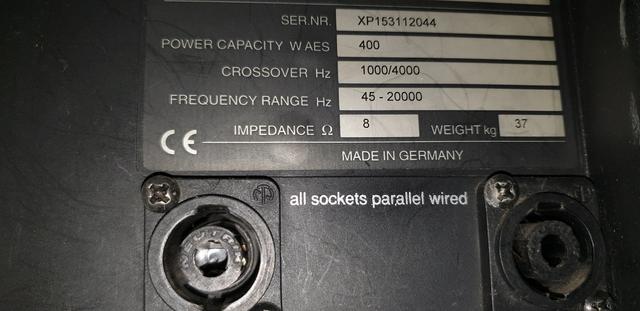 SER.NR. XP153112044
POWER CAPACITY W AES 400
CROSSOVER Hz 1000/4000
FREQUENCY RANGE Hz 45 - 20000
IMPEDANCE Ω 8 WEIGHT kg 37
CE
MADE IN GERMANY
all sockets parallel wired